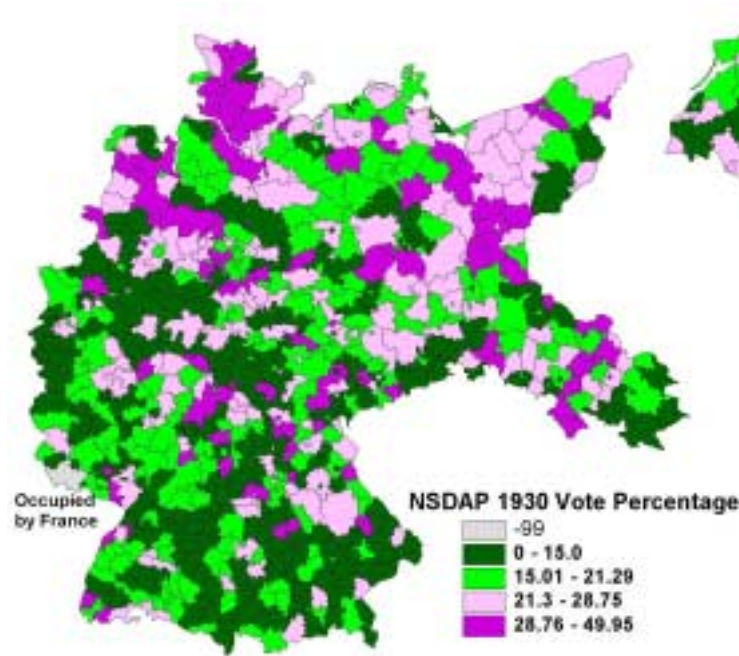 Occupied
by France
NSDAP 1930 Vote Percentage
-99
0 - 15.0
15.01 - 21.29
21.3 - 28.75
28.76 - 49.95